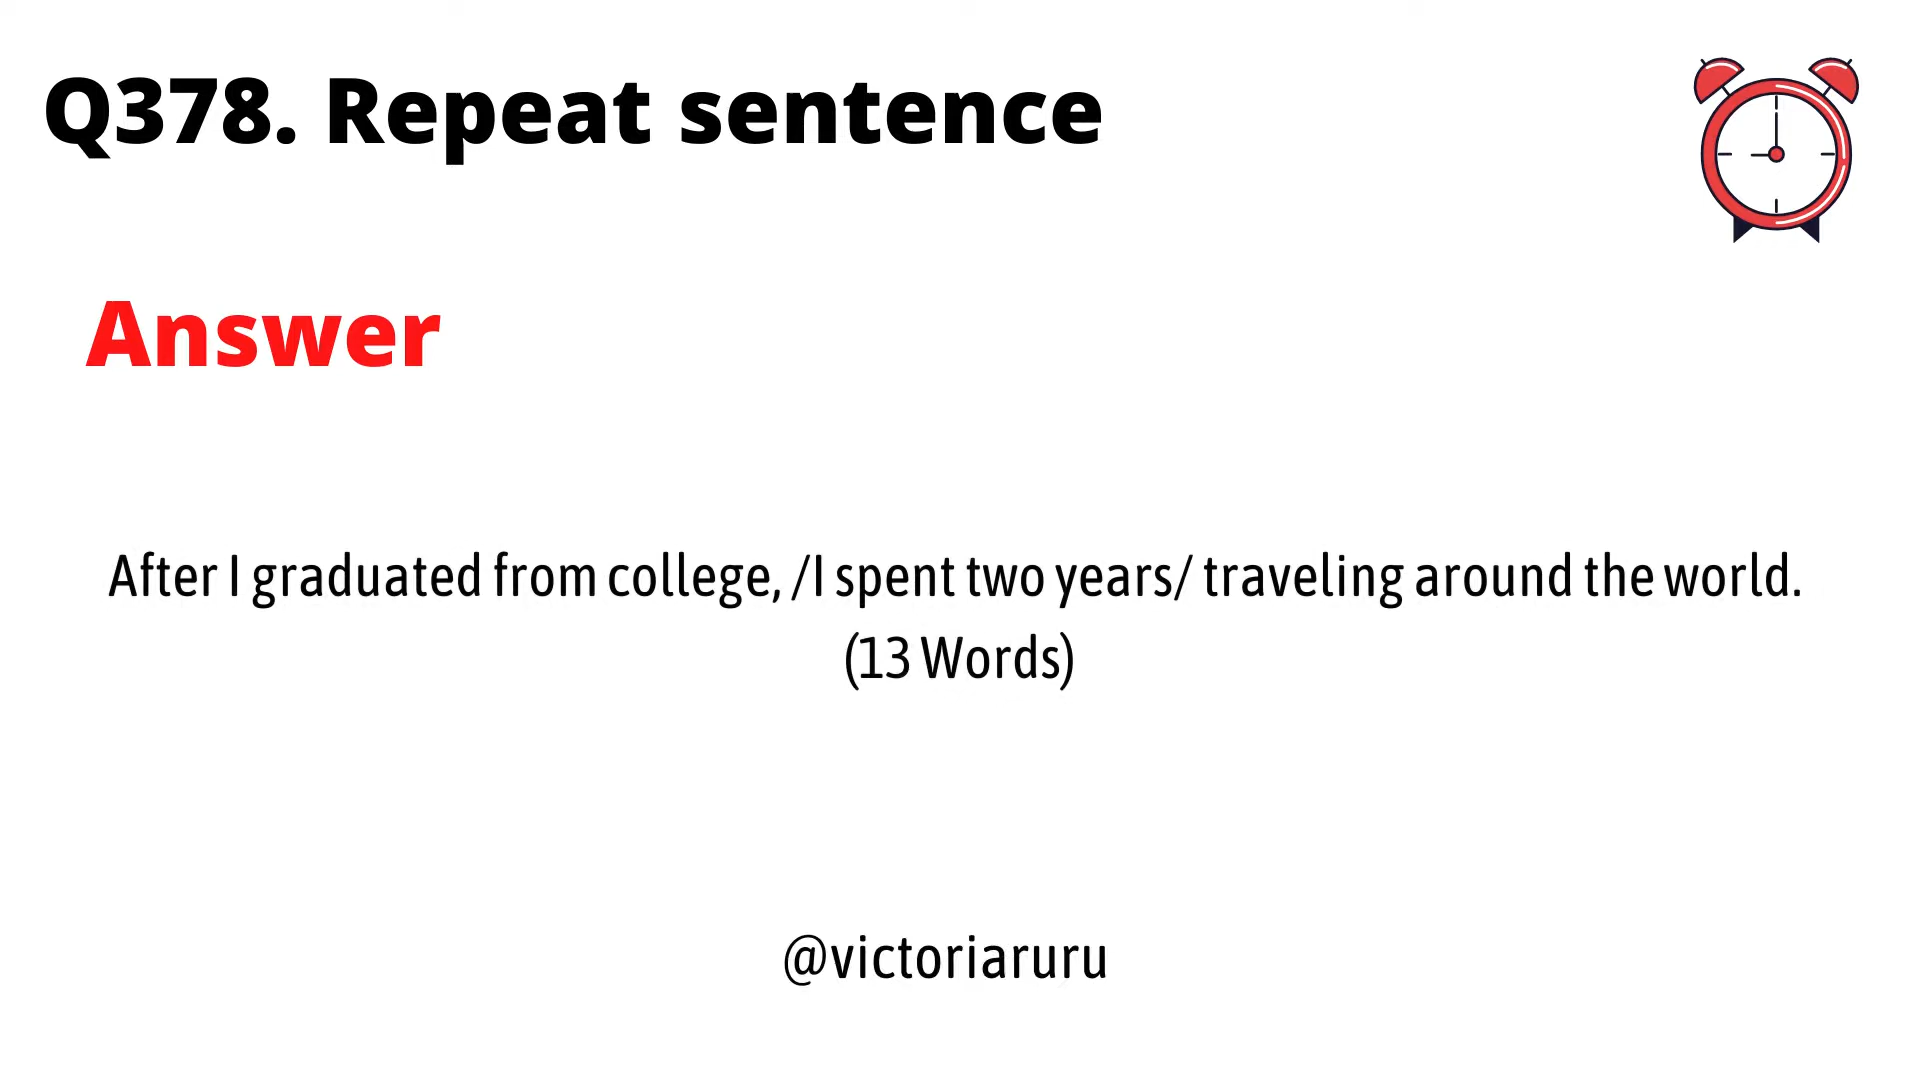 Q378. Repeat sentence
Answer
After I graduated from college, /I spent two years/ traveling around the world.
(13 Words)
@victoriaruru